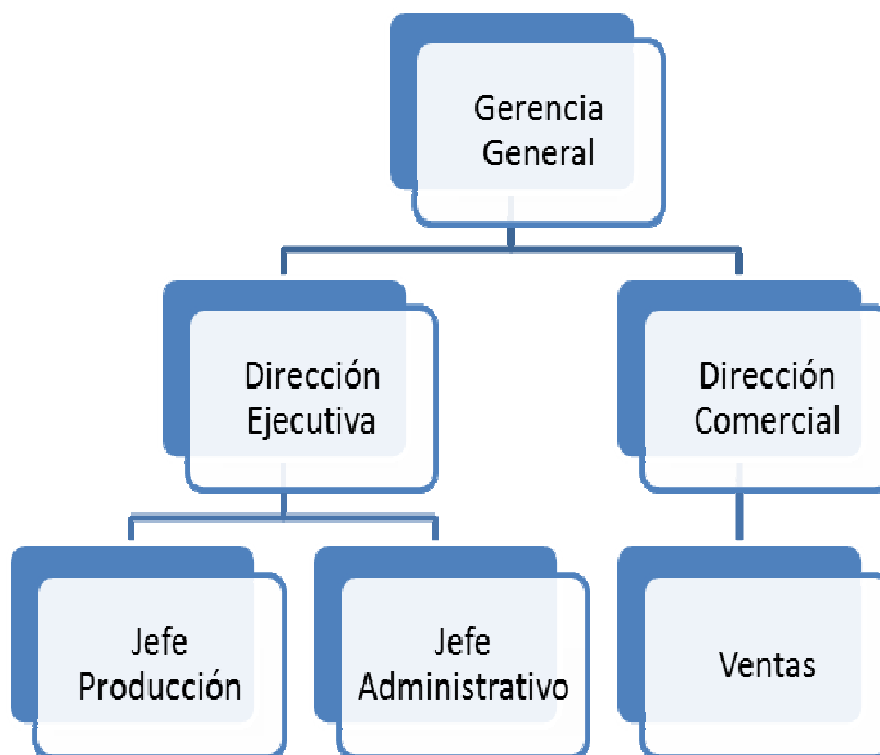 Gerencia
General
Dirección
Ejecutiva
Dirección
Comercial
Jefe
Producción
Jefe
Administrativo
Ventas